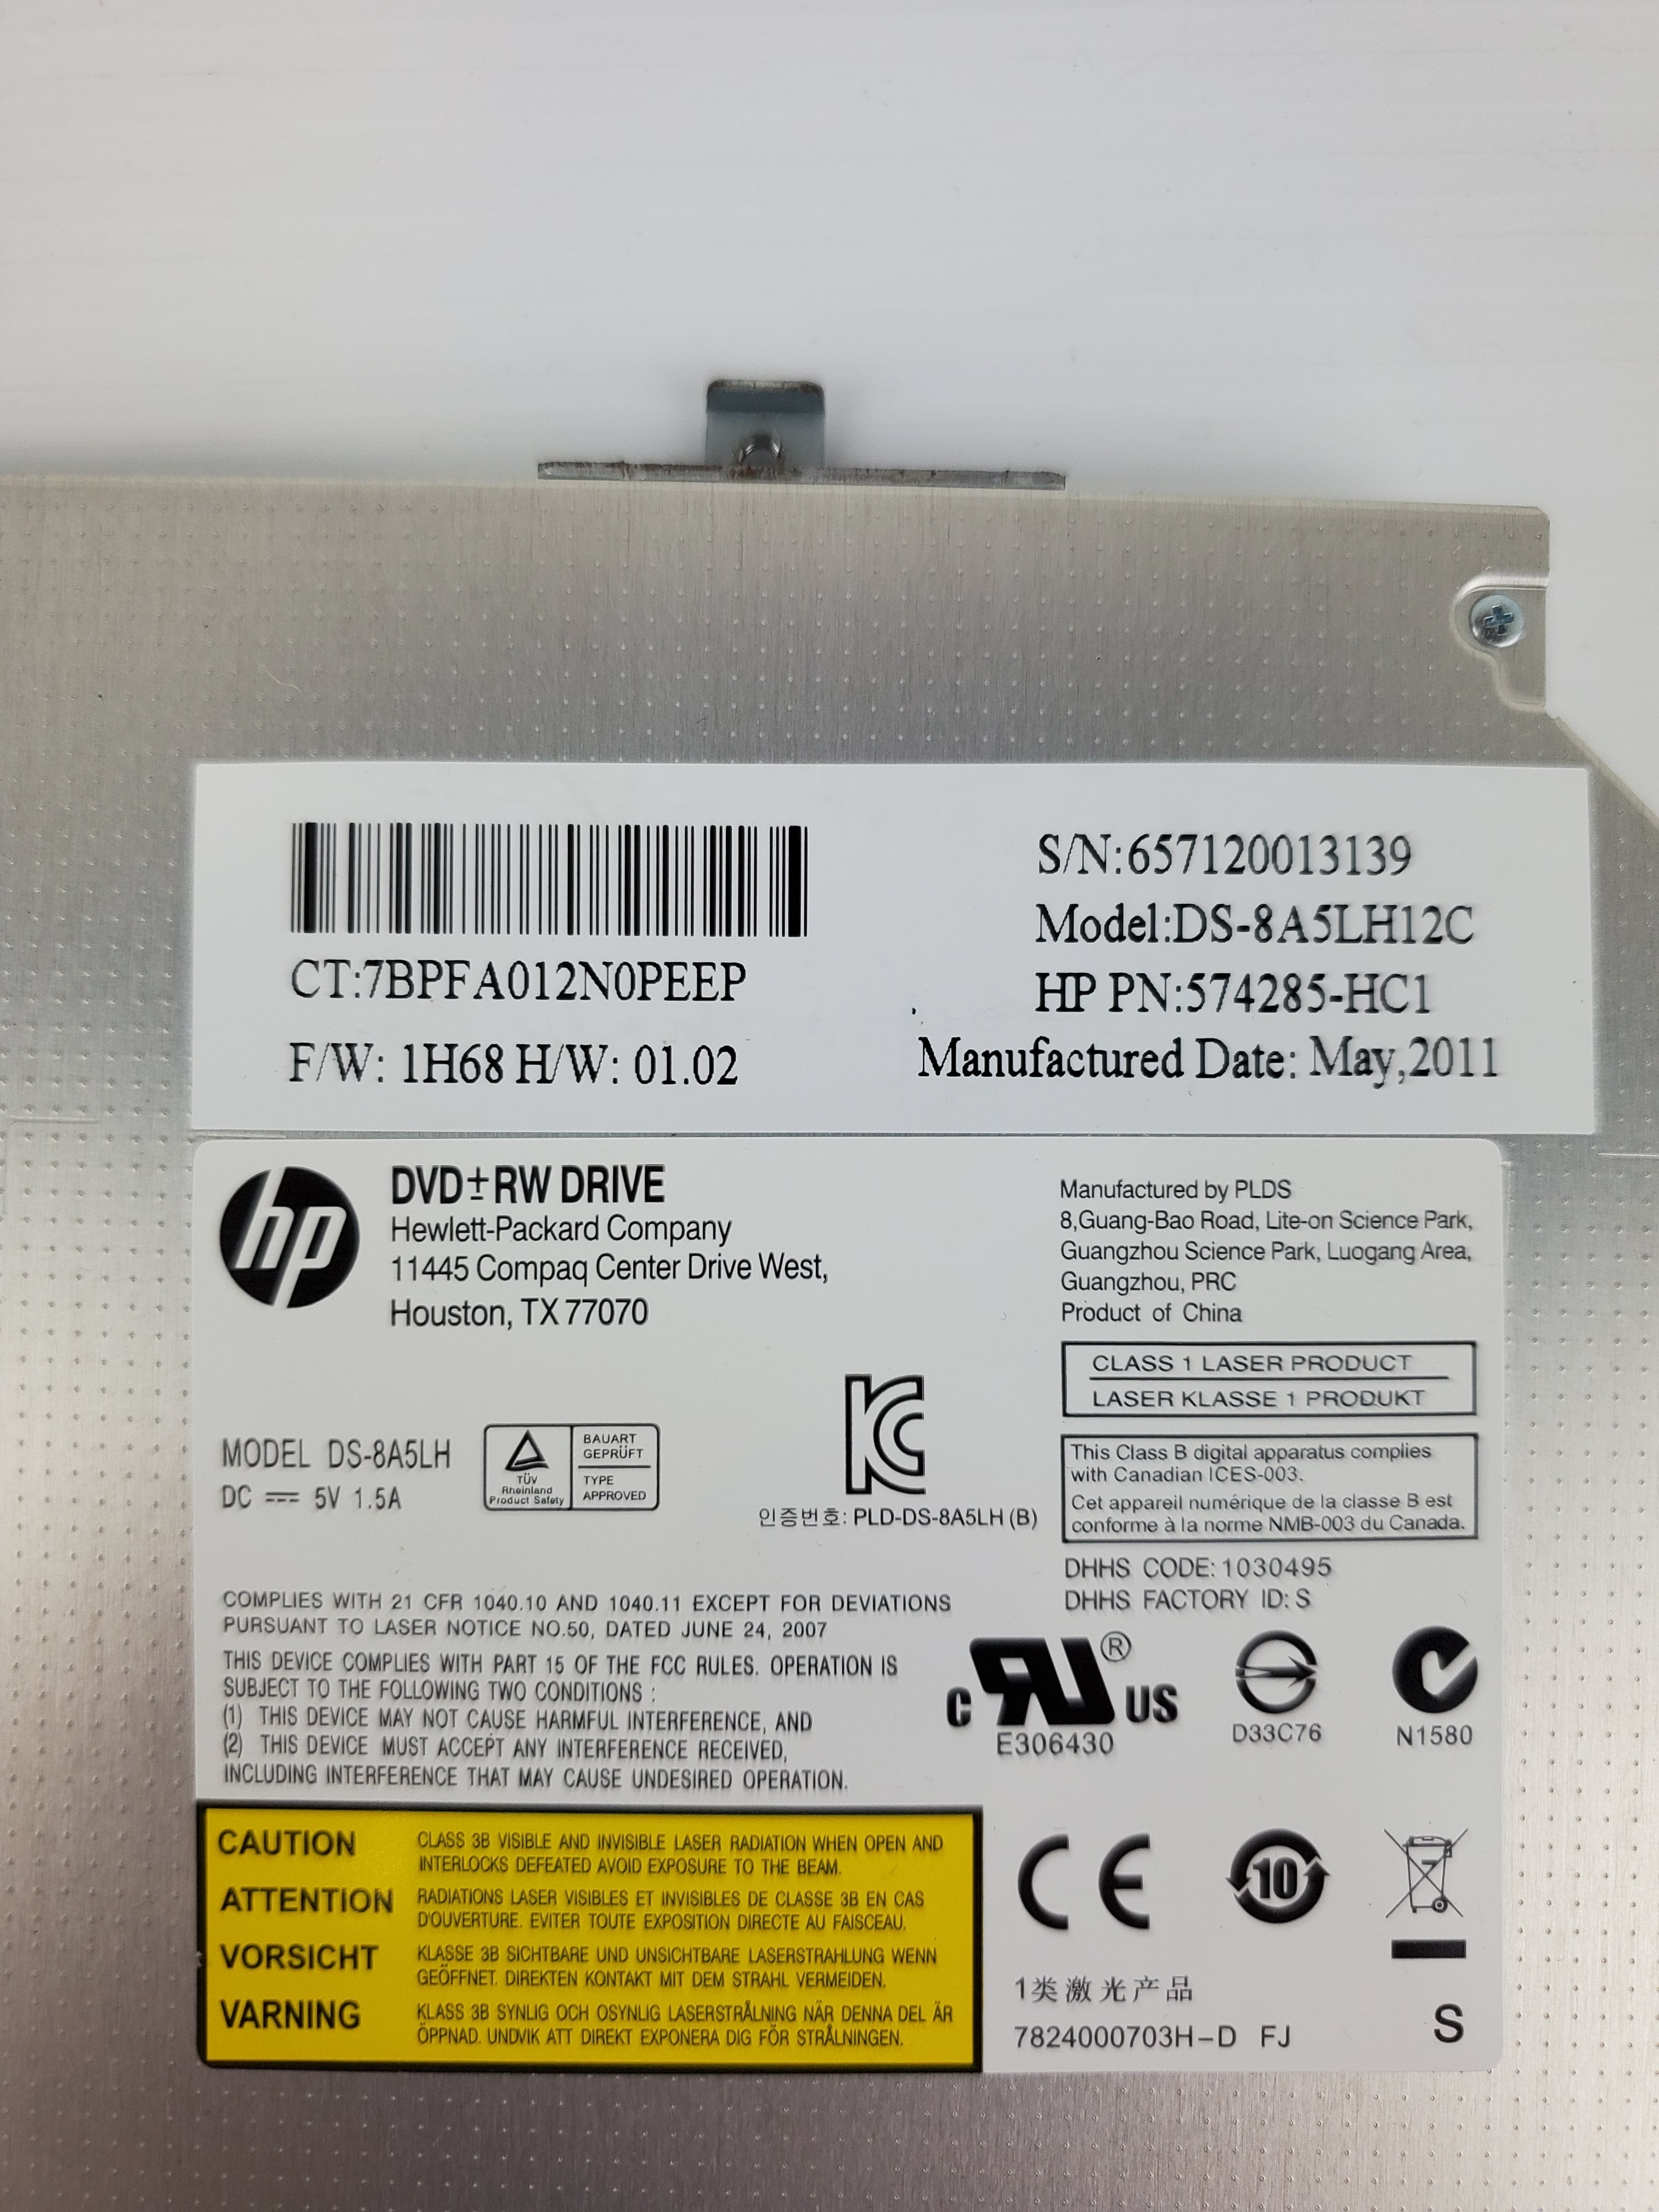 CT:7BPFA012N0PEEP
F/W: 1H68 H/W: 01.02
S/N:657120013139
Model:DS-8A5LH12C
HP PN:574285-HC1
Manufactured Date: May,2011
hp
DVD±RW DRIVE
Hewlett-Packard Company
11445 Compaq Center Drive West,
Houston, TX 77070
Manufactured by PLDS
8,Guang-Bao Road, Lite-on Science Park,
Guangzhou Science Park, Luogang Area,
Guangzhou, PRC
Product of China
CLASS 1 LASER PRODUCT
LASER KLASSE 1 PRODUKT
MODEL DS-8A5LH
DC ⎓ 5V 1.5A
TÜV
Rheinland
Product Safety
BAUART
GEPRÜFT
TYPE
APPROVED
인증번호: PLD-DS-8A5LH (B)
This Class B digital apparatus complies
with Canadian ICES-003.
Cet appareil numérique de la classe B est
conforme à la norme NMB-003 du Canada.
DHHS CODE: 1030495
DHHS FACTORY ID: S
COMPLIES WITH 21 CFR 1040.10 AND 1040.11 EXCEPT FOR DEVIATIONS
PURSUANT TO LASER NOTICE NO.50, DATED JUNE 24, 2007
THIS DEVICE COMPLIES WITH PART 15 OF THE FCC RULES. OPERATION IS
SUBJECT TO THE FOLLOWING TWO CONDITIONS :
(1) THIS DEVICE MAY NOT CAUSE HARMFUL INTERFERENCE, AND
(2) THIS DEVICE MUST ACCEPT ANY INTERFERENCE RECEIVED,
INCLUDING INTERFERENCE THAT MAY CAUSE UNDESIRED OPERATION.
C RU ® US
E306430
D33C76
N1580
CAUTION CLASS 3B VISIBLE AND INVISIBLE LASER RADIATION WHEN OPEN AND
INTERLOCKS DEFEATED AVOID EXPOSURE TO THE BEAM.
ATTENTION RADIATIONS LASER VISIBLES ET INVISIBLES DE CLASSE 3B EN CAS
D'OUVERTURE. EVITER TOUTE EXPOSITION DIRECTE AU FAISCEAU.
VORSICHT KLASSE 3B SICHTBARE UND UNSICHTBARE LASERSTRAHLUNG WENN
GEÖFFNET. DIREKTEN KONTAKT MIT DEM STRAHL VERMEIDEN.
VARNING KLASS 3B SYNLIG OCH OSYNLIG LASERSTRÅLNING NÄR DENNA DEL ÄR
ÖPPNAD. UNDVIK ATT DIREKT EXPONERA DIG FÖR STRÅLNINGEN.
CE
10
1类激光产品
7824000703H-D FJ
S